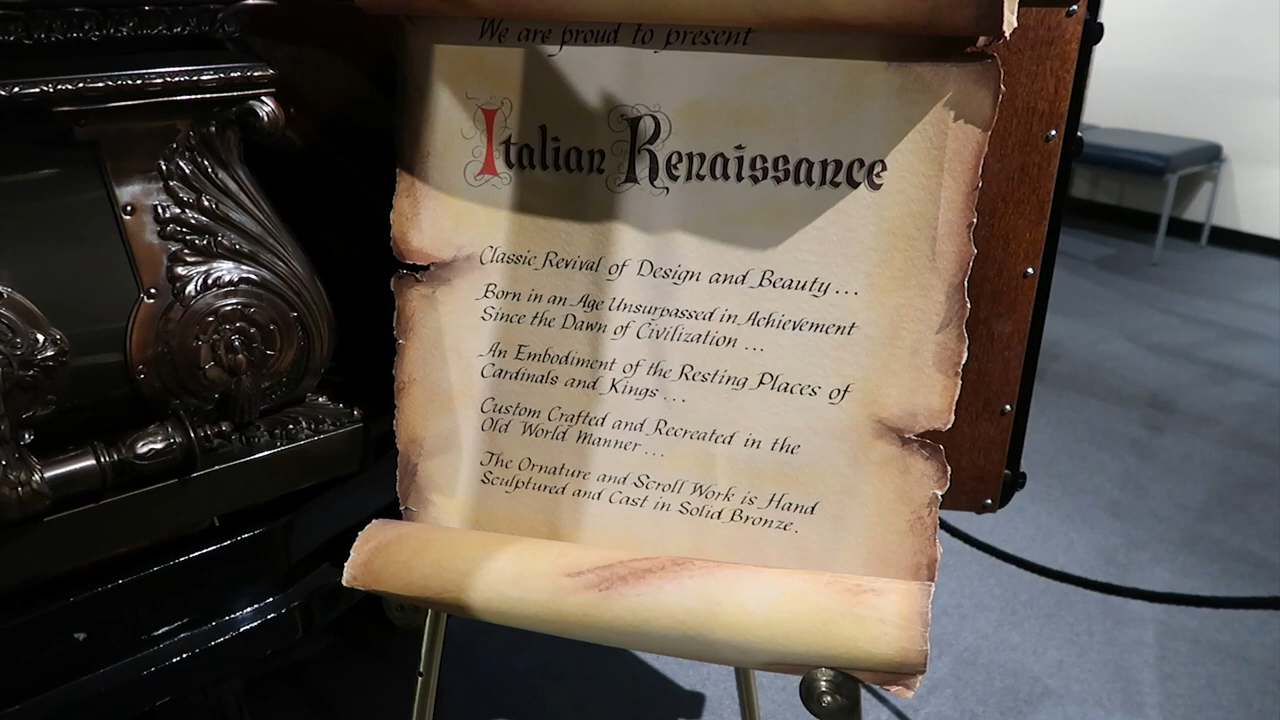 We are proud to present
Italian Renaissance
Classic Revival of Design and Beauty ...
Born in an Age Unsurpassed in Achievement
Since the Dawn of Civilization ...
An Embodiment of the Resting Places of
Cardinals and Kings ...
Custom Crafted and Recreated in the
Old World Manner ...
The Ornature and Scroll Work is Hand
Sculptured and Cast in Solid Bronze.